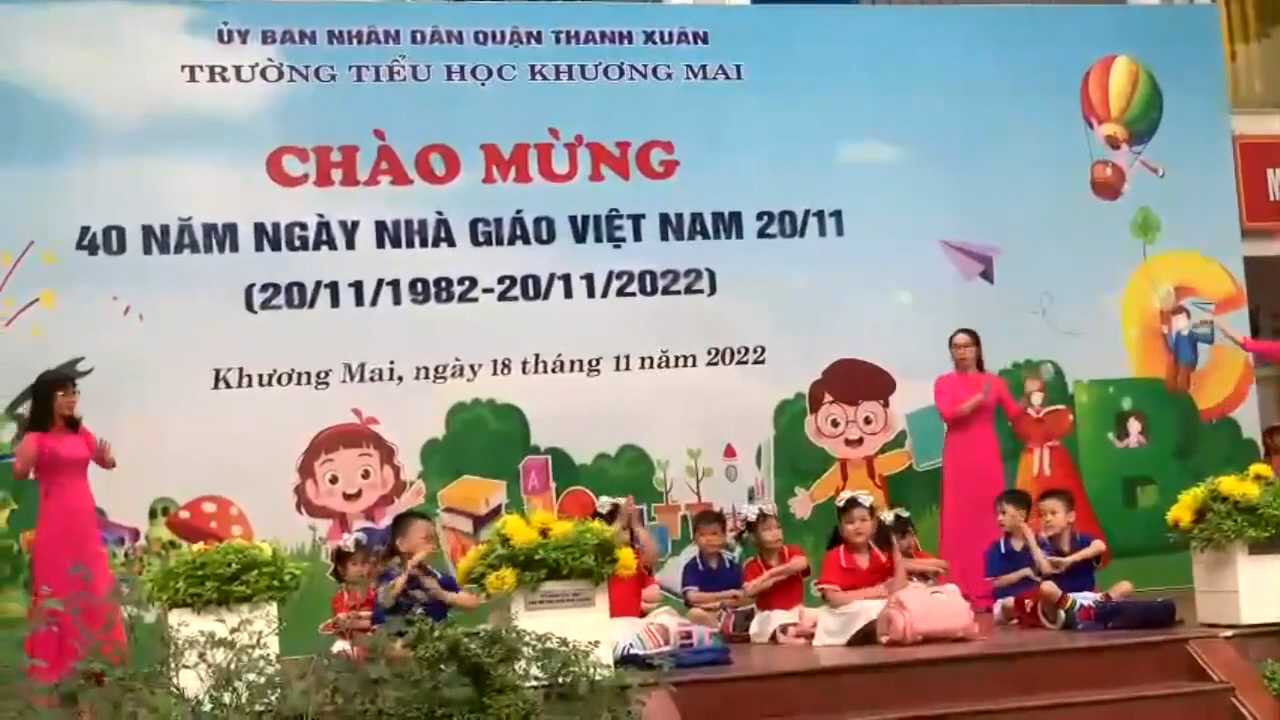 ỦY BAN NHÂN DÂN QUẬN THANH XUÂN
TRƯỜNG TIỂU HỌC KHƯƠNG MAI
CHÀO MỪNG
40 NĂM NGÀY NHÀ GIÁO VIỆT NAM 20/11
(20/11/1982-20/11/2022)
Khương Mai, ngày 18 tháng 11 năm 2022
A
B
C